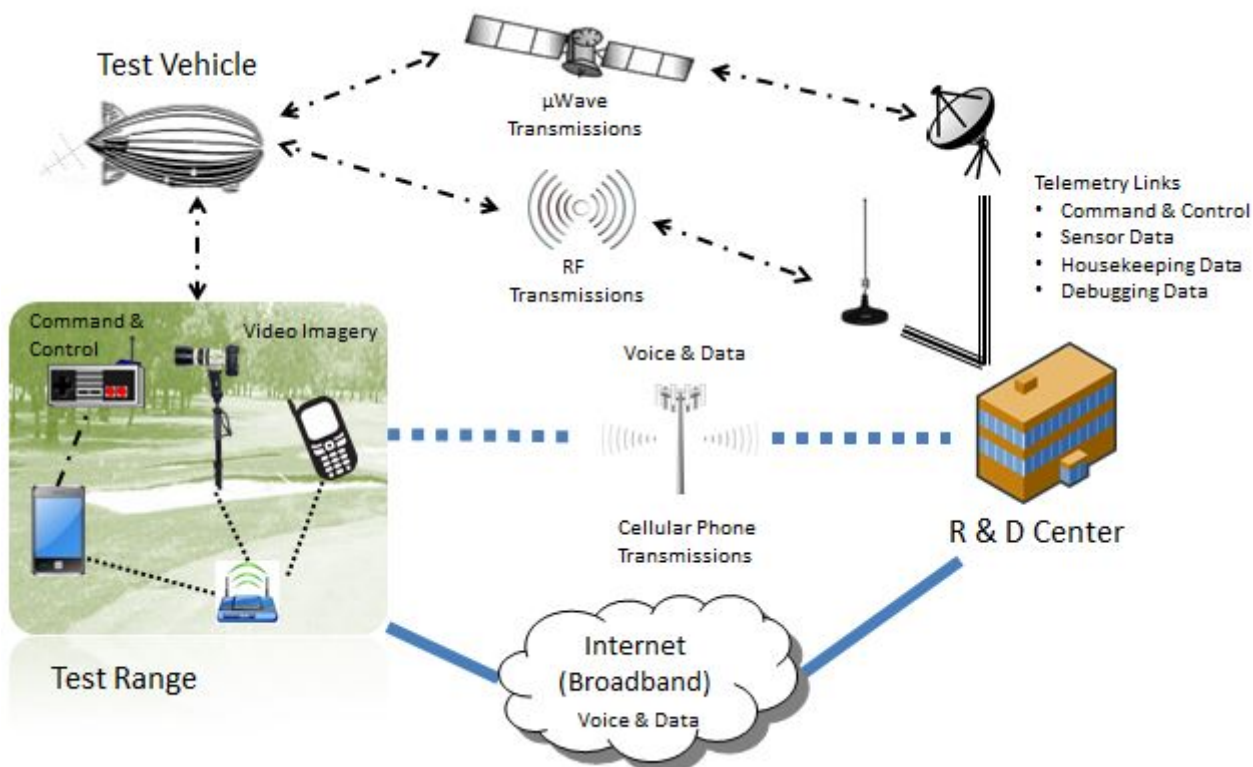 Test Vehicle
µWave
Transmissions
RF
Transmissions
Telemetry Links
• Command & Control
• Sensor Data
• Housekeeping Data
• Debugging Data
Command &
Control
Video Imagery
Voice & Data
Cellular Phone
Transmissions
R & D Center
Test Range
Internet
(Broadband)
Voice & Data